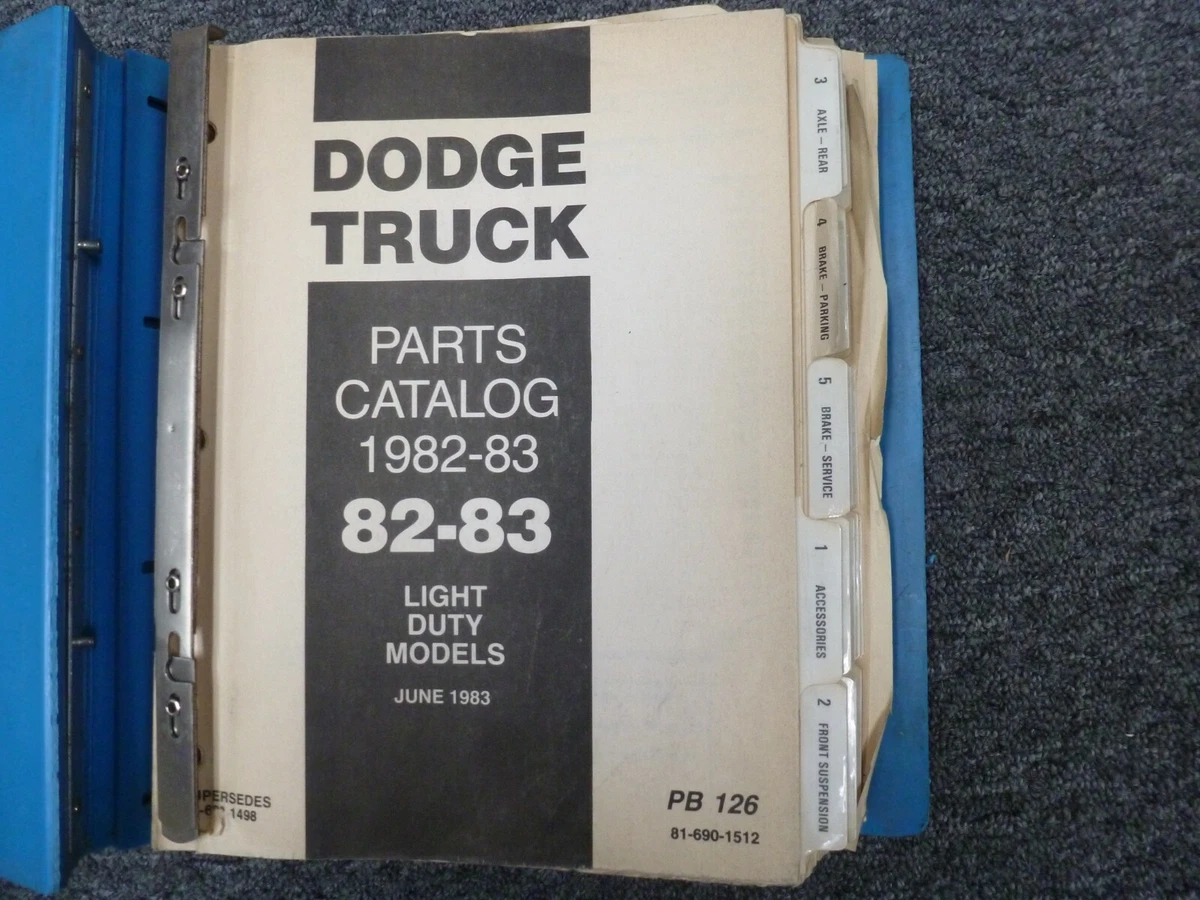 DODGE
TRUCK
PARTS
CATALOG
1982-83
82-83
LIGHT
DUTY
MODELS
JUNE 1983
1498
PB 126
81-690-1512
3 AXLE – REAR
4 BRAKE – PARKING
5 BRAKE – SERVICE
1 ACCESSORIES
2 FRONT SUSPENSION